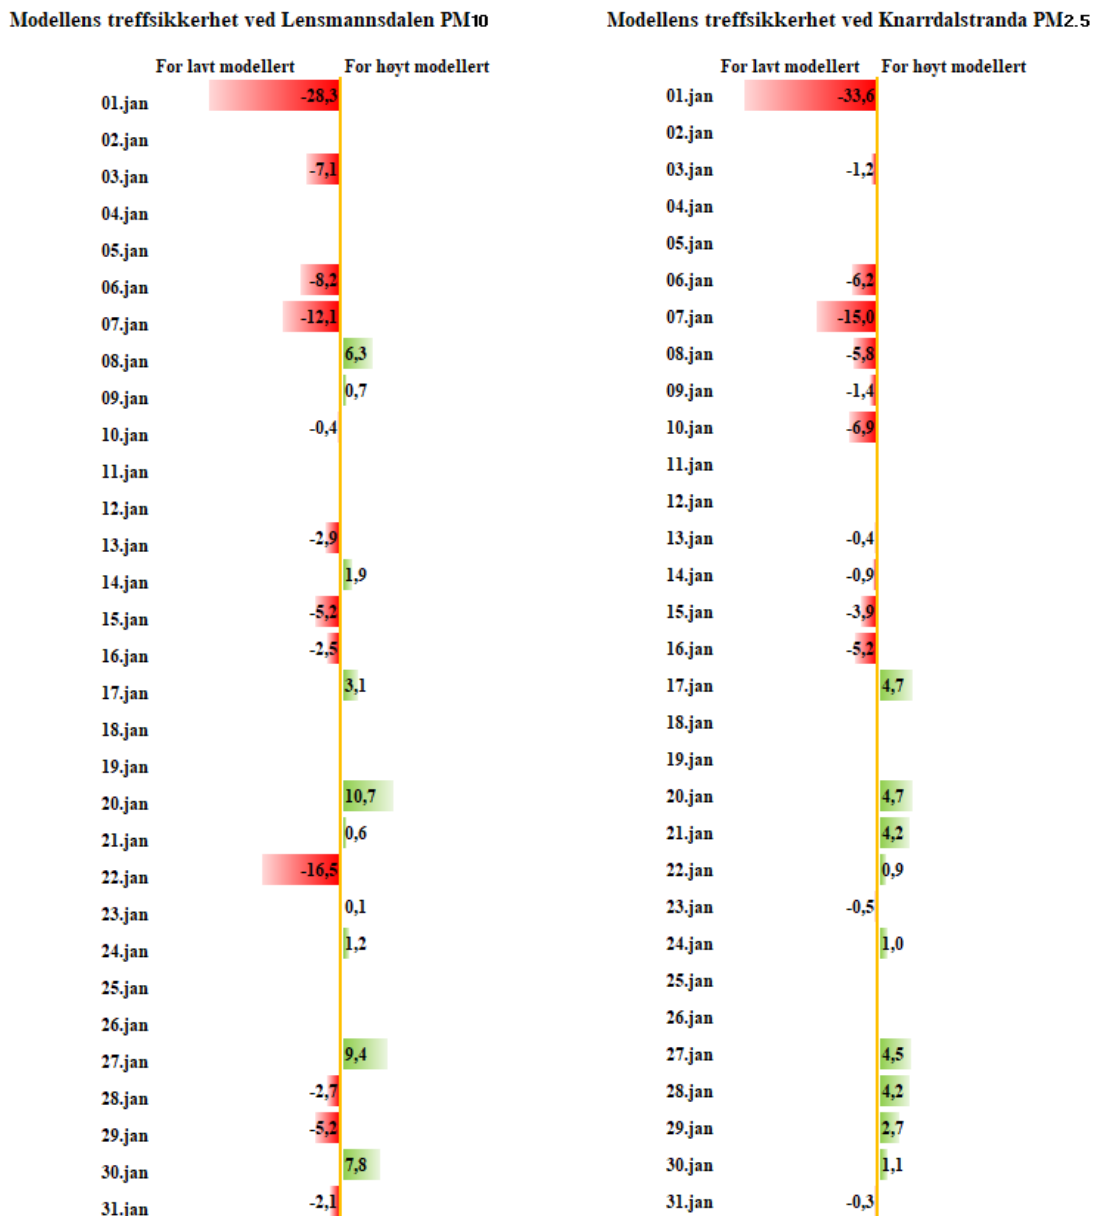 Modellens treffsikkerhet ved Lensmannsdalen PM10
For lavt modellert For høyt modellert
01.jan -28,3
02.jan
03.jan -7,1
04.jan
05.jan
06.jan -8,2
07.jan -12,1
08.jan 6,3
09.jan 0,7
10.jan -0,4
11.jan
12.jan
13.jan -2,9
14.jan 1,9
15.jan -5,2
16.jan -2,5
17.jan 3,1
18.jan
19.jan
20.jan 10,7
21.jan 0,6
22.jan -16,5
23.jan 0,1
24.jan 1,2
25.jan
26.jan
27.jan 9,4
28.jan -2,7
29.jan -5,2
30.jan 7,8
31.jan -2,1
Modellens treffsikkerhet ved Knarrdalstranda PM2.5
For lavt modellert For høyt modellert
01.jan -33,6
02.jan
03.jan -1,2
04.jan
05.jan
06.jan -6,2
07.jan -15,0
08.jan -5,8
09.jan -1,4
10.jan -6,9
11.jan
12.jan
13.jan -0,4
14.jan -0,9
15.jan -3,9
16.jan -5,2
17.jan 4,7
18.jan
19.jan
20.jan 4,7
21.jan 4,2
22.jan 0,9
23.jan -0,5
24.jan 1,0
25.jan
26.jan
27.jan 4,5
28.jan 4,2
29.jan 2,7
30.jan 1,1
31.jan -0,3